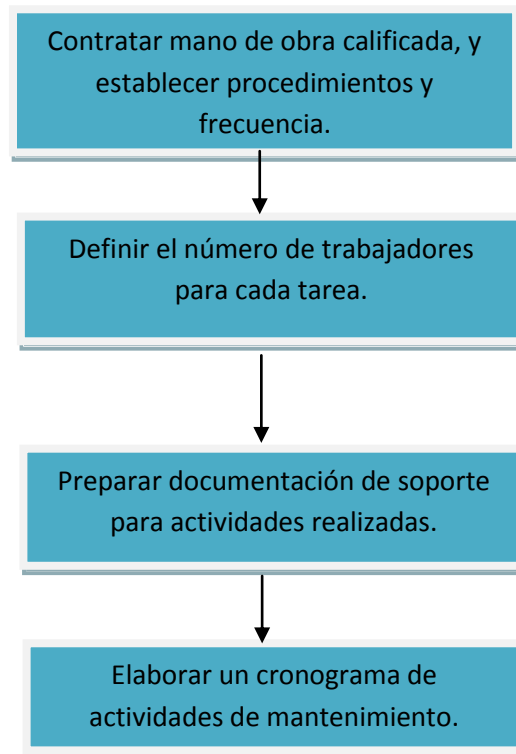 Contratar mano de obra calificada, y
establecer procedimientos y
frecuencia.
Definir el número de trabajadores
para cada tarea.
Preparar documentación de soporte
para actividades realizadas.
Elaborar un cronograma de
actividades de mantenimiento.